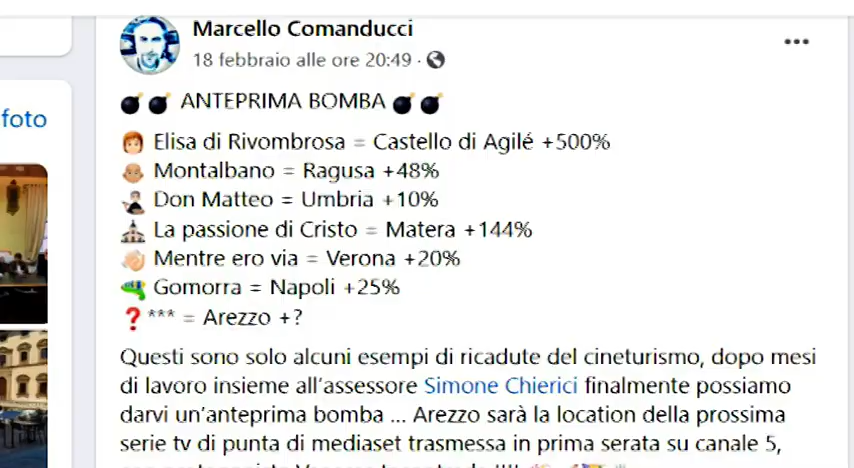 Marcello Comanducci
18 febbraio alle ore 20:49 ·
foto
💣 💣 ANTEPRIMA BOMBA 💣 💣
Elisa di Rivombrosa = Castello di Agilé +500%
Montalbano = Ragusa +48%
Don Matteo = Umbria +10%
La passione di Cristo = Matera +144%
Mentre ero via = Verona +20%
Gomorra = Napoli +25%
❓*** = Arezzo +?
Questi sono solo alcuni esempi di ricadute del cineturismo, dopo mesi
di lavoro insieme all'assessore Simone Chierici finalmente possiamo
darvi un'anteprima bomba ... Arezzo sarà la location della prossima
serie tv di punta di mediaset trasmessa in prima serata su canale 5,